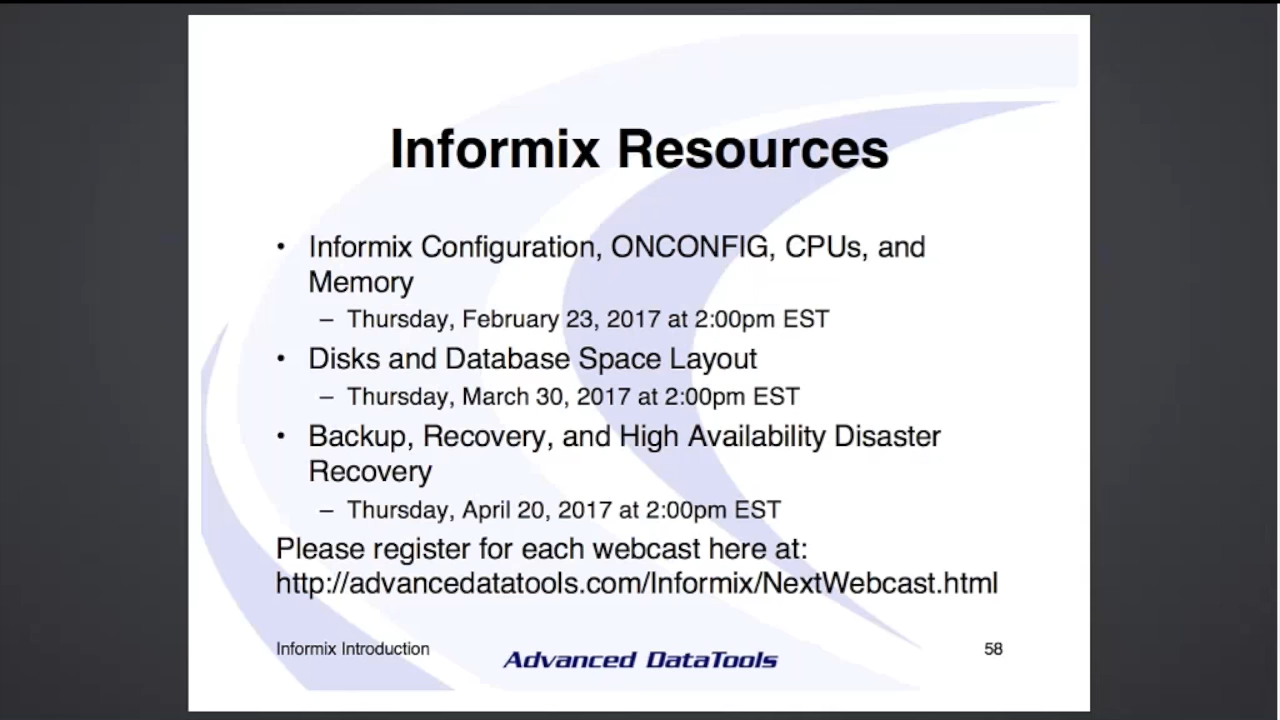 Informix Resources
• Informix Configuration, ONCONFIG, CPUs, and
Memory
– Thursday, February 23, 2017 at 2:00pm EST
• Disks and Database Space Layout
– Thursday, March 30, 2017 at 2:00pm EST
• Backup, Recovery, and High Availability Disaster
Recovery
– Thursday, April 20, 2017 at 2:00pm EST
Please register for each webcast here at:
http://advancedatatools.com/Informix/NextWebcast.html
Informix Introduction
Advanced DataTools
58